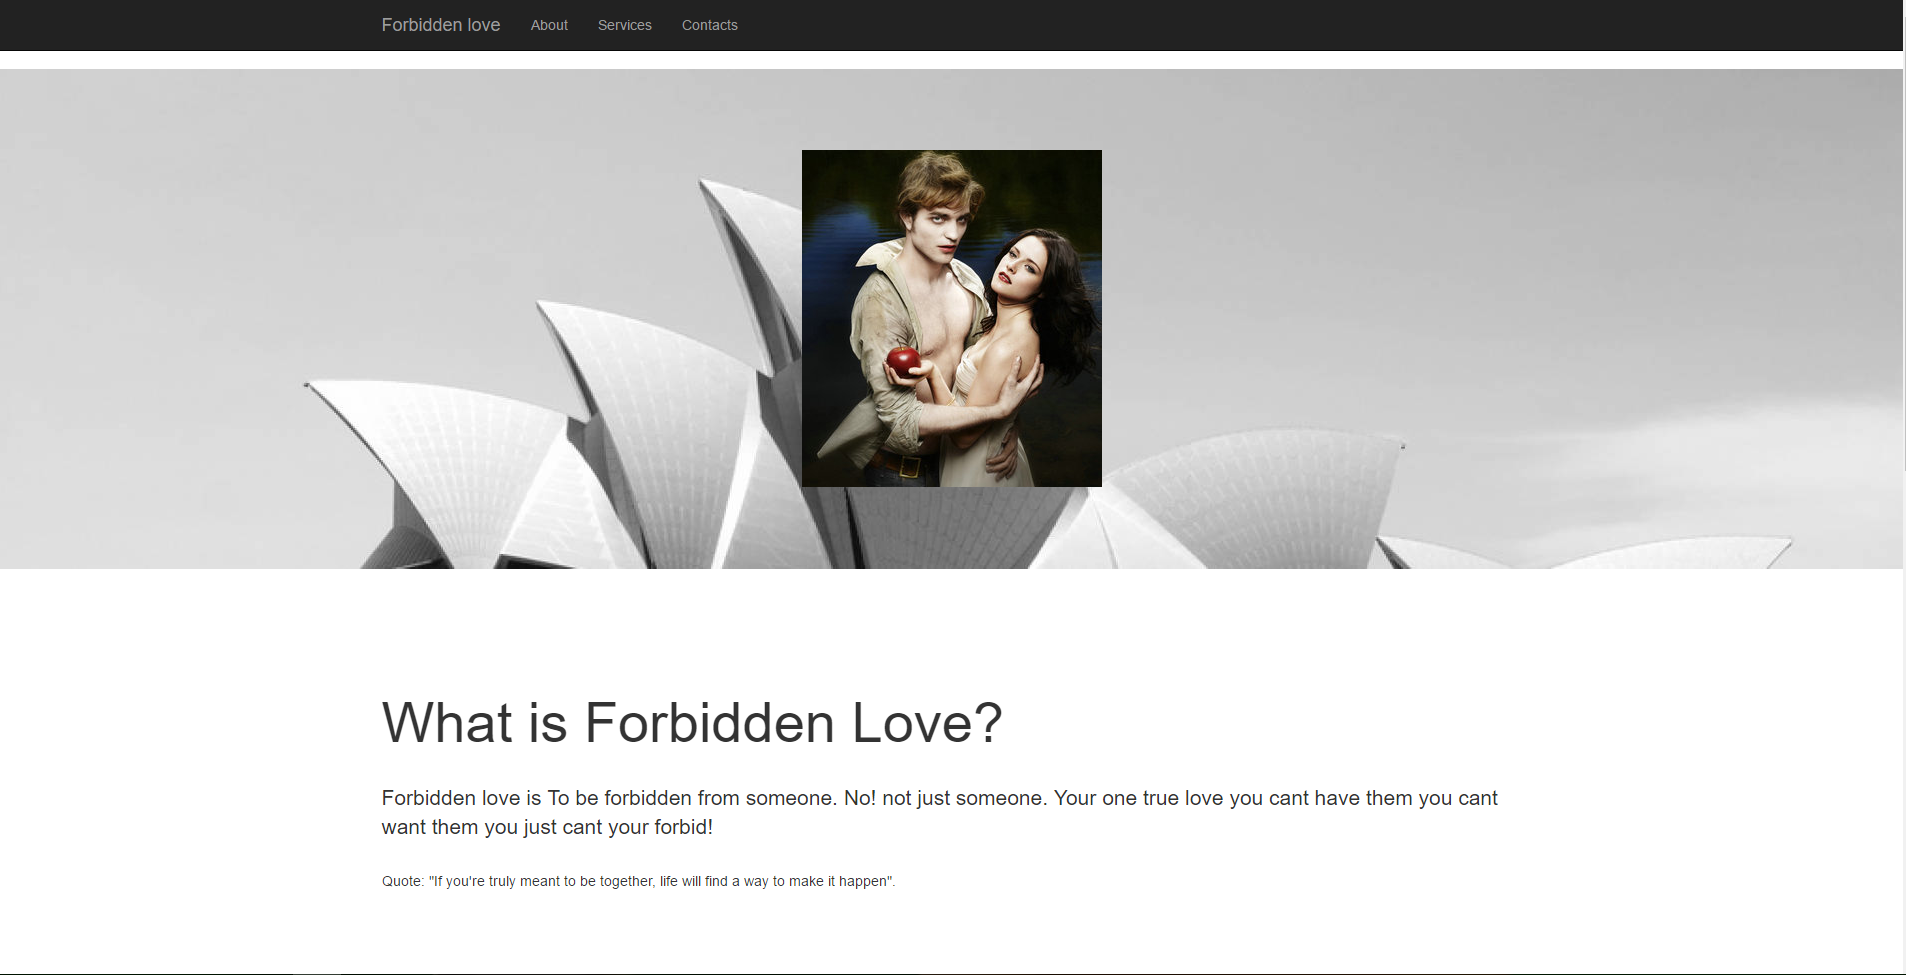 Forbidden love About Services Contacts
What is Forbidden Love?
Forbidden love is To be forbidden from someone. No! not just someone. Your one true love you cant have them you cant
want them you just cant your forbid!
Quote: "If you're truly meant to be together, life will find a way to make it happen".